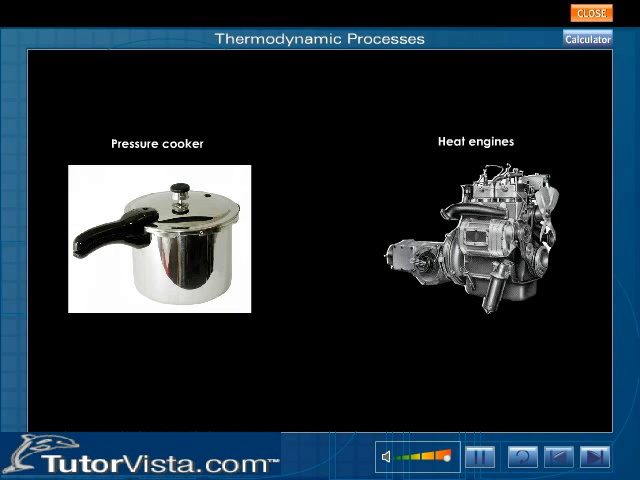 CLOSE
Thermodynamic Processes
Calculator
Pressure cooker
Heat engines
TutorVista.com™